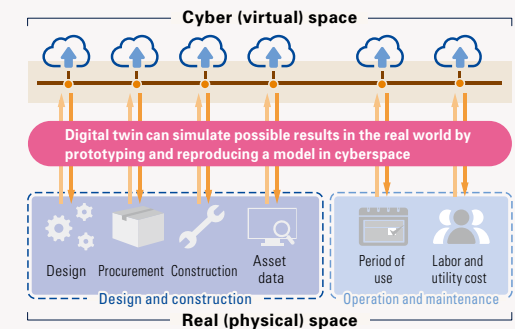 Cyber (virtual) space
Digital twin can simulate possible results in the real world by
prototyping and reproducing a model in cyberspace
Design
Procurement
Construction
Asset
data
Period of
use
Labor and
utility cost
Design and construction
Operation and maintenance
Real (physical) space